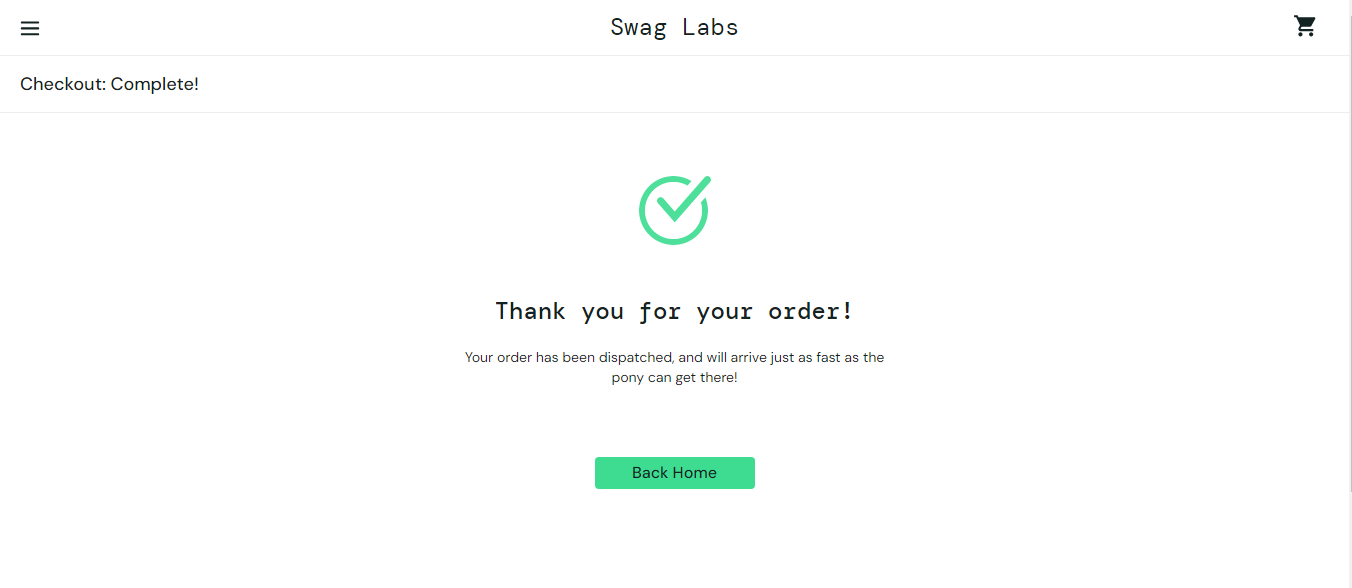 Swag Labs
Checkout: Complete!
Thank you for your order!
Your order has been dispatched, and will arrive just as fast as the
pony can get there!
Back Home